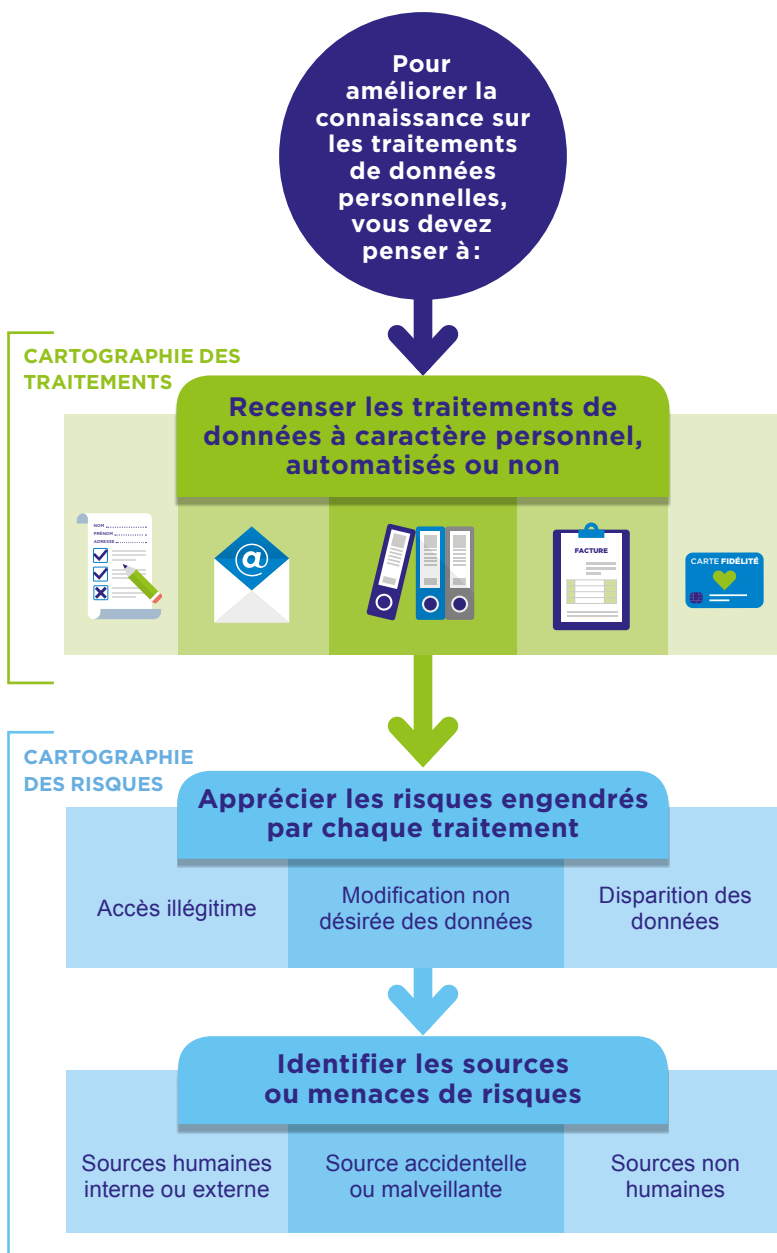 Pour
améliorer la
connaissance sur
les traitements
de données
personnelles,
vous devez
penser à :
CARTOGRAPHIE DES
TRAITEMENTS
Recenser les traitements de
données à caractère personnel,
automatisés ou non
NOM
PRÉNOM
ADRESSE
@
FACTURE
CARTE FIDÉLITÉ
CARTOGRAPHIE
DES RISQUES
Apprécier les risques engendrés
par chaque traitement
Accès illégitime
Modification non
désirée des données
Disparition des
données
Identifier les sources
ou menaces de risques
Sources humaines
interne ou externe
Source accidentelle
ou malveillante
Sources non
humaines